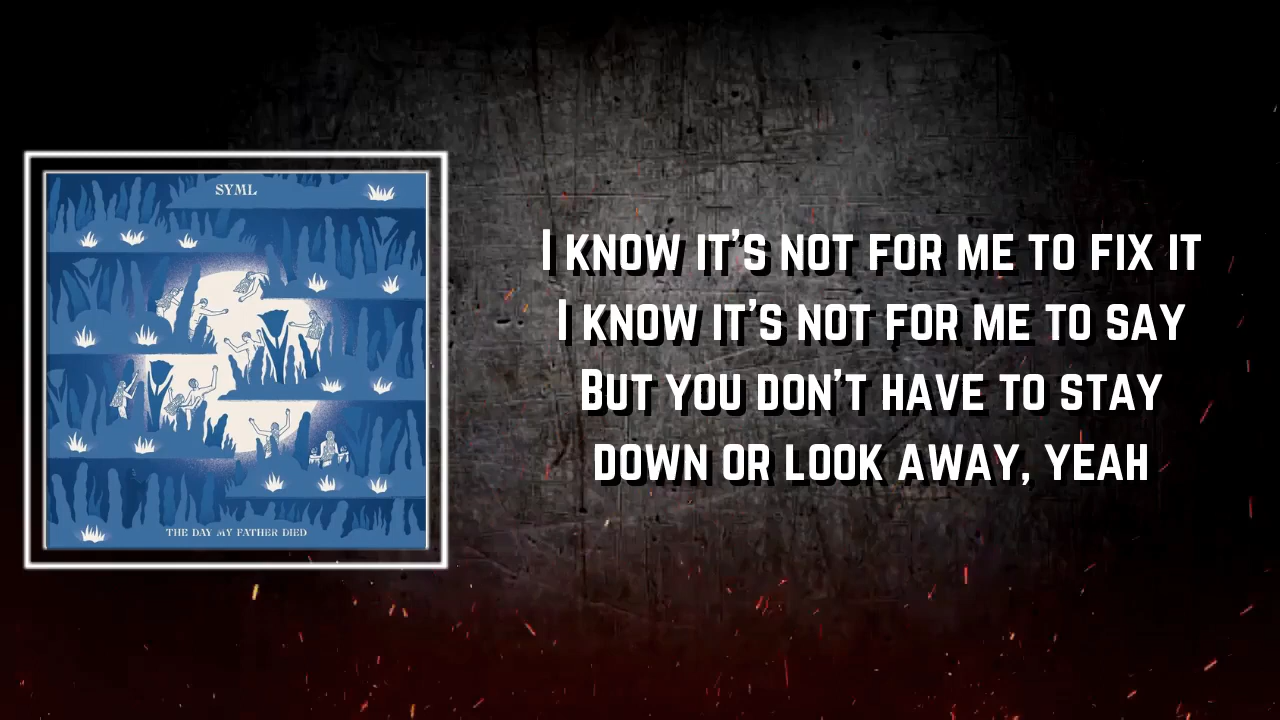 SYML
THE DAY MY FATHER DIED
I KNOW IT'S NOT FOR ME TO FIX IT
I KNOW IT'S NOT FOR ME TO SAY
BUT YOU DON'T HAVE TO STAY
DOWN OR LOOK AWAY, YEAH